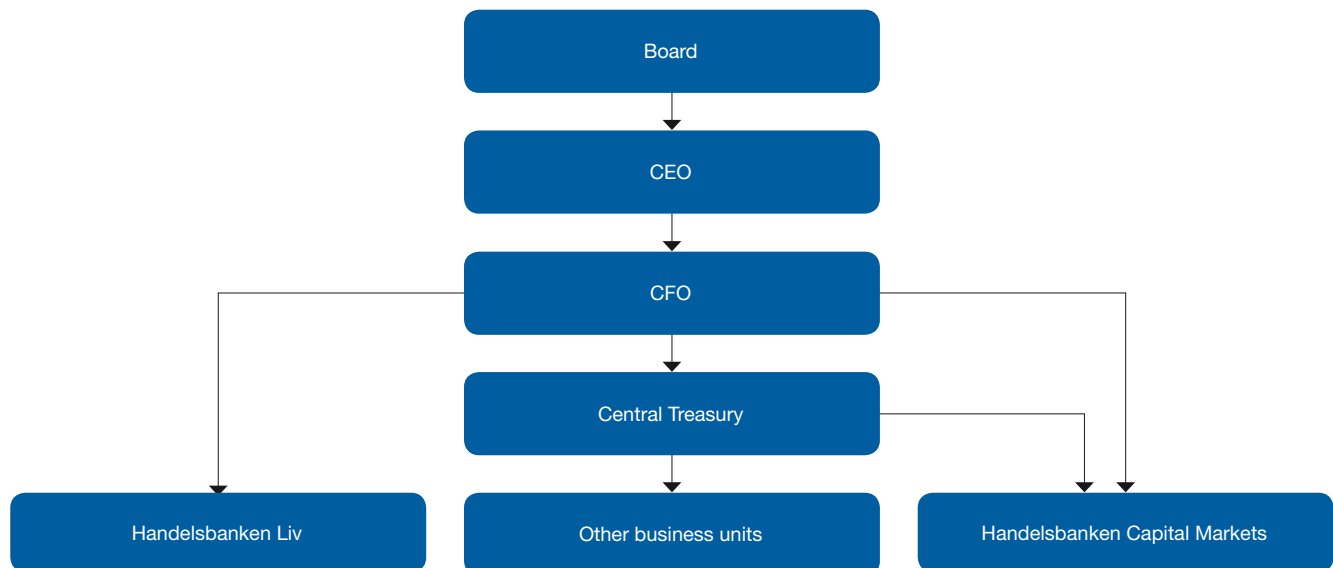 Board
CEO
CFO
Central Treasury
Handelsbanken Liv
Other business units
Handelsbanken Capital Markets